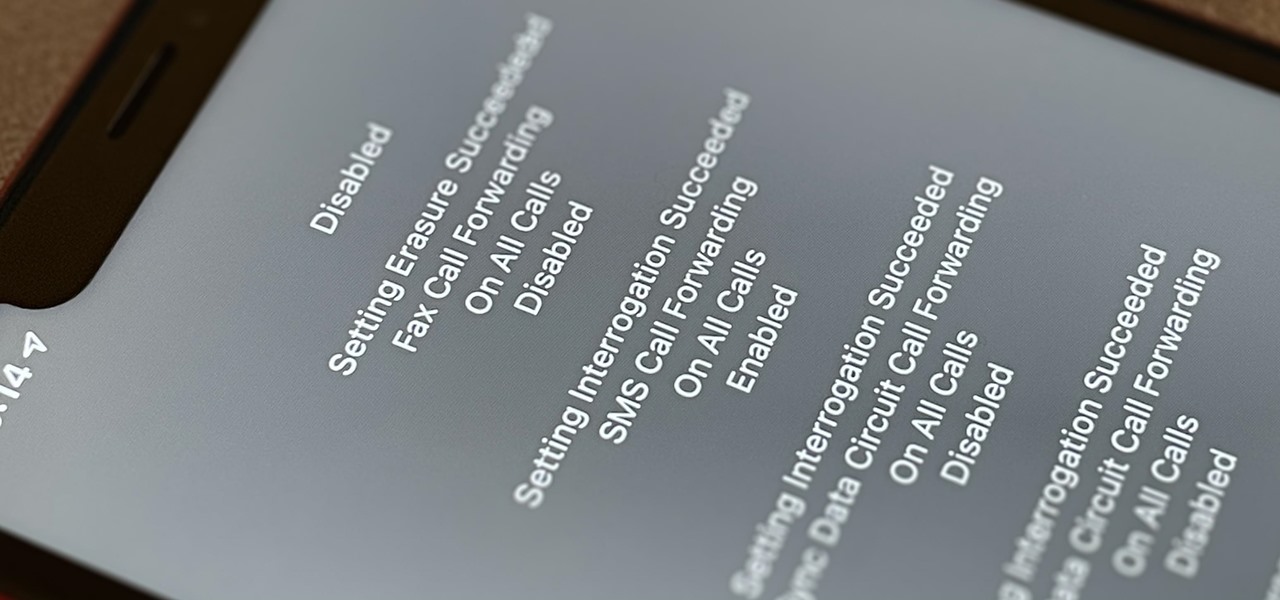 14
Disabled
Setting Erasure Succeeded
Fax Call Forwarding
On All Calls
Disabled
Setting Interrogation Succeeded
SMS Call Forwarding
On All Calls
Enabled
Setting Interrogation Succeeded
Data Circuit Call Forwarding
On All Calls
Disabled
Interrogation Succeeded
Circuit Call Forwarding
On All Calls
Disabled